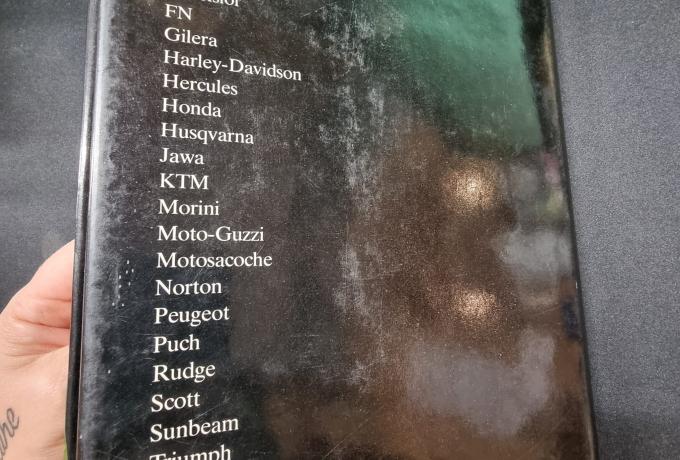 FN
Gilera
Harley-Davidson
Hercules
Honda
Husqvarna
Jawa
KTM
Morini
Moto-Guzzi
Motosacoche
Norton
Peugeot
Puch
Rudge
Scott
Sunbeam
Triumph